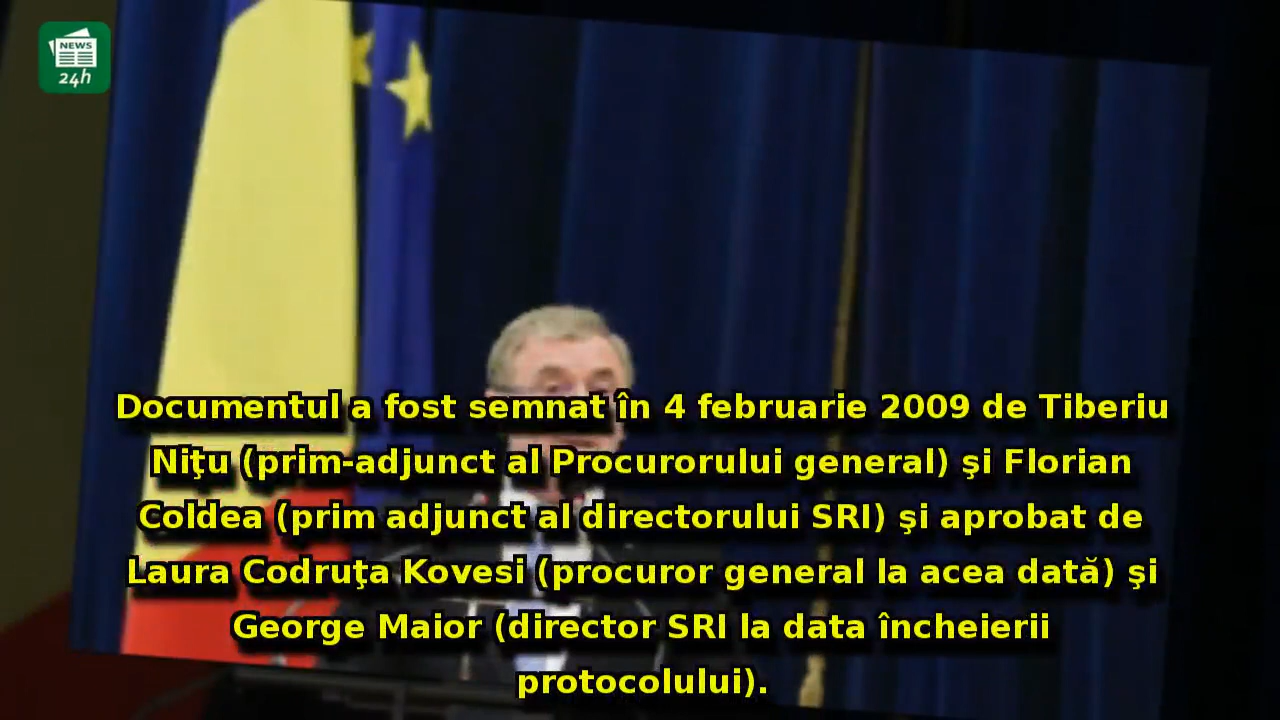 NEWS
24h
Documentul a fost semnat în 4 februarie 2009 de Tiberiu
Niţu (prim-adjunct al Procurorului general) şi Florian
Coldea (prim adjunct al directorului SRI) şi aprobat de
Laura Codruţa Kovesi (procuror general la acea dată) şi
George Maior (director SRI la data încheierii
protocolului).